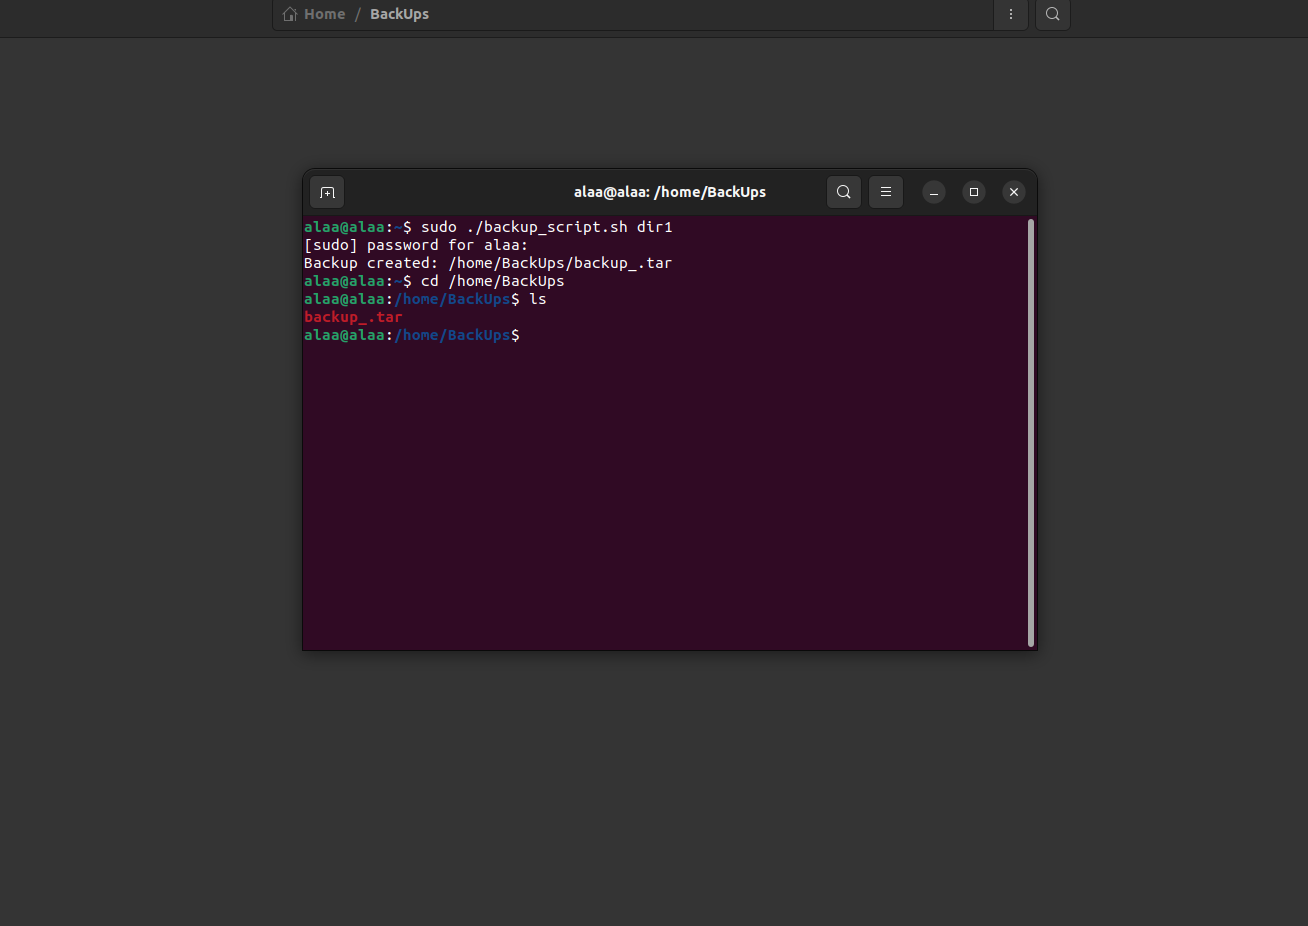 Home / BackUps
alaa@alaa: /home/BackUps
alaa@alaa:~$ sudo ./backup_script.sh dir1
[sudo] password for alaa:
Backup created: /home/BackUps/backup_.tar
alaa@alaa:~$ cd /home/BackUps
alaa@alaa:/home/BackUps$ ls
backup_.tar
alaa@alaa:/home/BackUps$